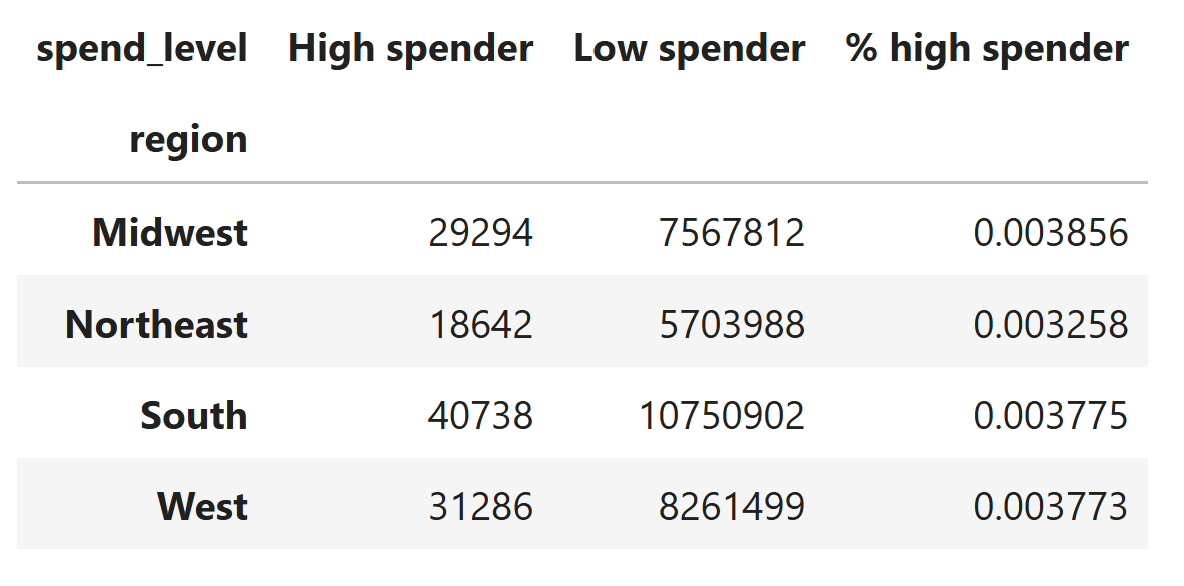 spend_level High spender Low spender % high spender
region
Midwest 29294 7567812 0.003856
Northeast 18642 5703988 0.003258
South 40738 10750902 0.003775
West 31286 8261499 0.003773